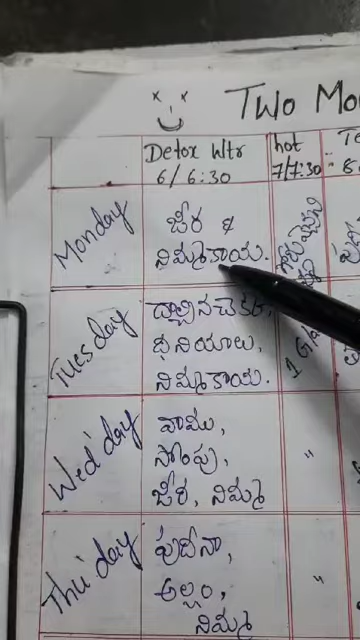 Two Mo
Detox Wtr
6/6:30
hot
7/7:30
Monday
జీర &
నిమ్మకాయ.
Tuesday
దాల్చినచెక్క,
ధనియాలు,
నిమ్మకాయ.
Wed'day
వాము,
సోంపు,
జీర, నిమ్మ
"
Thu'day
పుదీనా,
అల్లం,
నిమ్మ
"